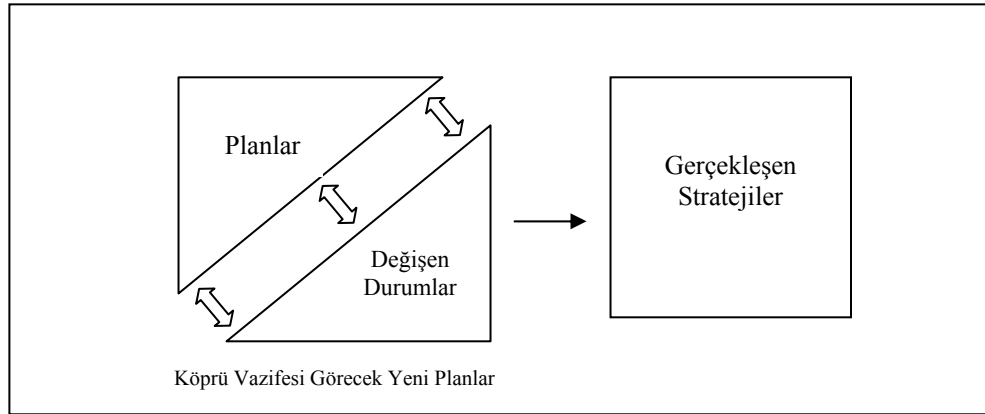 Planlar
Değişen
Durumlar
Gerçekleşen
Stratejiler
Köprü Vazifesi Görecek Yeni Planlar